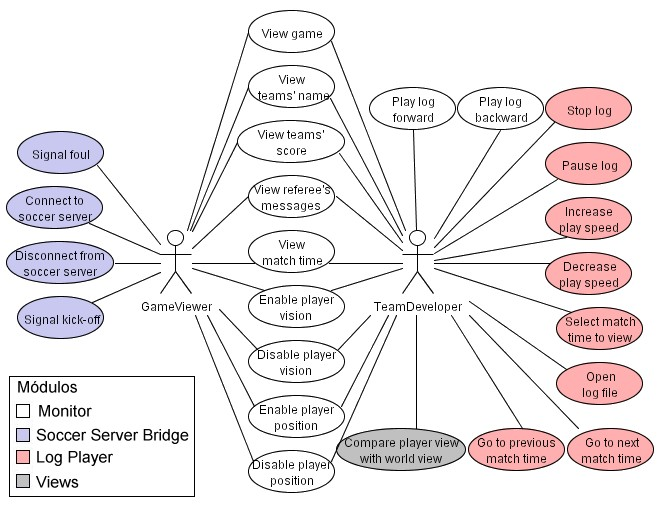 View game
View
teams' name
View teams'
score
View referee's
messages
View
match time
Enable player
vision
Disable player
vision
Enable player
position
Disable player
position
Signal foul
Connect to
soccer server
Disconnect from
soccer server
Signal kick-off
GameViewer
TeamDeveloper
Play log
forward
Play log
backward
Stop log
Pause log
Increase
play speed
Decrease
play speed
Select match
time to view
Open
log file
Compare player view
with world view
Go to previous
match time
Go to next
match time
Módulos
Monitor
Soccer Server Bridge
Log Player
Views